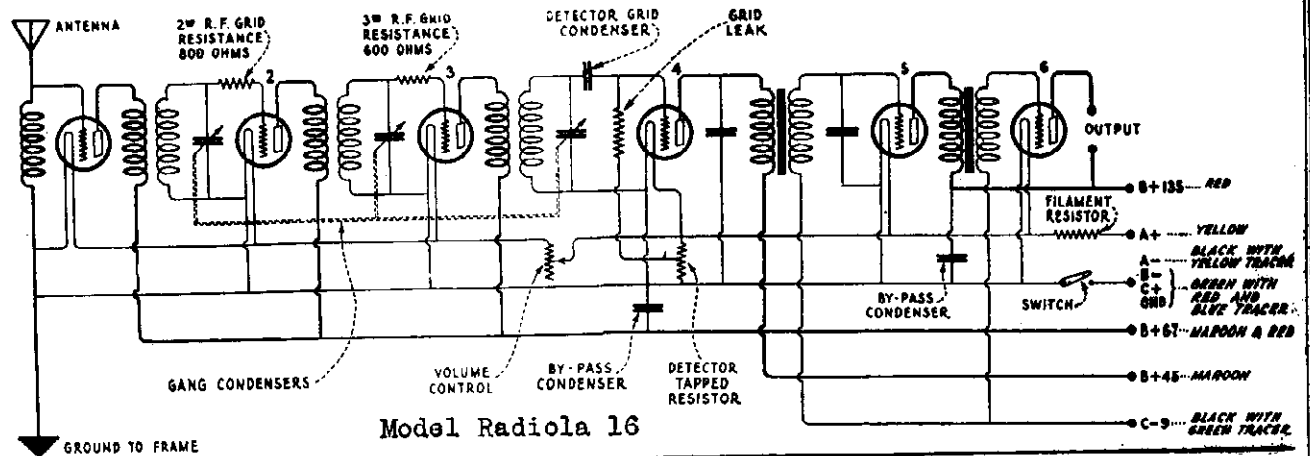 ANTENNA
2ND R.F. GRID
RESISTANCE
800 OHMS
3RD R.F. GRID
RESISTANCE
600 OHMS
DETECTOR GRID
CONDENSER
GRID
LEAK
2
3
4
5
6
OUTPUT
B+135 RED
FILAMENT
RESISTOR
A+ YELLOW
A- BLACK WITH
YELLOW TRACER
B-
C+
GND
GREEN WITH
RED AND
BLUE TRACER
SWITCH
BY-PASS
CONDENSER
B+67 MAROON & RED
GANG CONDENSERS
VOLUME
CONTROL
BY-PASS
CONDENSER
DETECTOR
TAPPED
RESISTOR
B+45 MAROON
Model Radiola 16
C-9 BLACK WITH
GREEN TRACER
GROUND TO FRAME